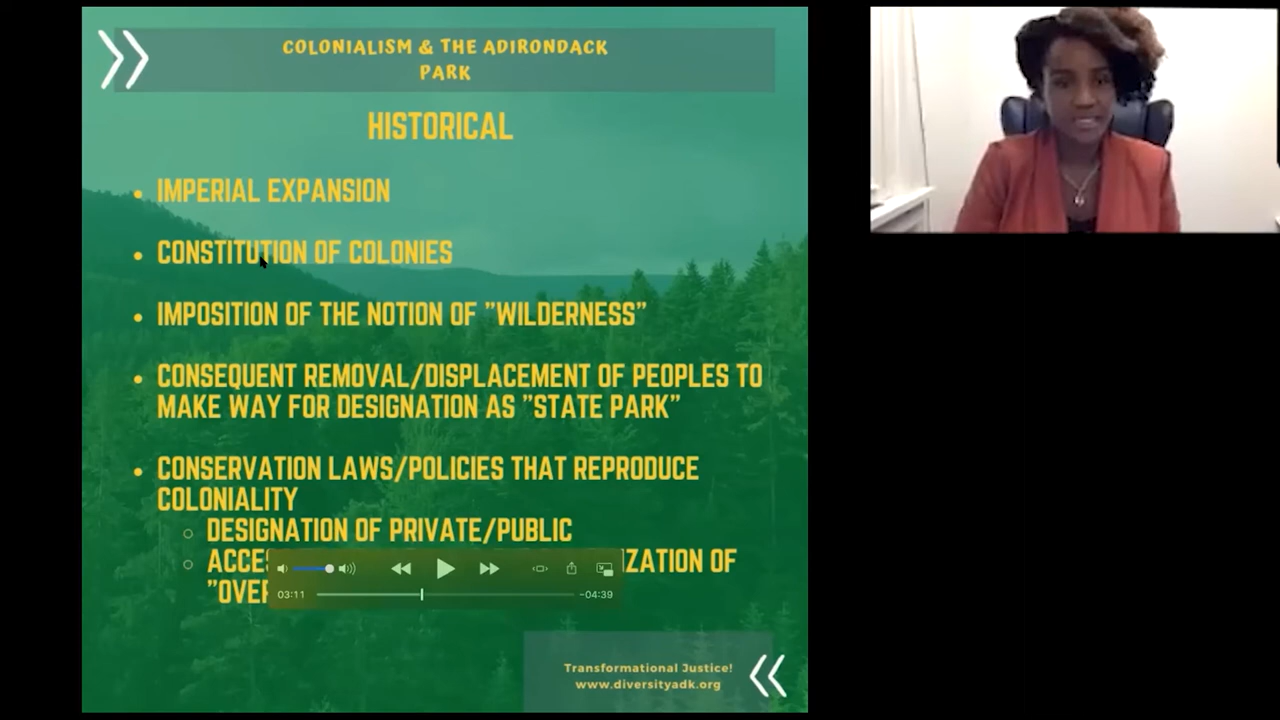 COLONIALISM & THE ADIRONDACK
PARK
HISTORICAL
IMPERIAL EXPANSION
CONSTITUTION OF COLONIES
IMPOSITION OF THE NOTION OF "WILDERNESS"
CONSEQUENT REMOVAL/DISPLACEMENT OF PEOPLES TO
MAKE WAY FOR DESIGNATION AS "STATE PARK"
CONSERVATION LAWS/POLICIES THAT REPRODUCE
COLONIALITY
DESIGNATION OF PRIVATE/PUBLIC
OF
03:11 -04:39
Transformational Justice!
www.diversityadk.org